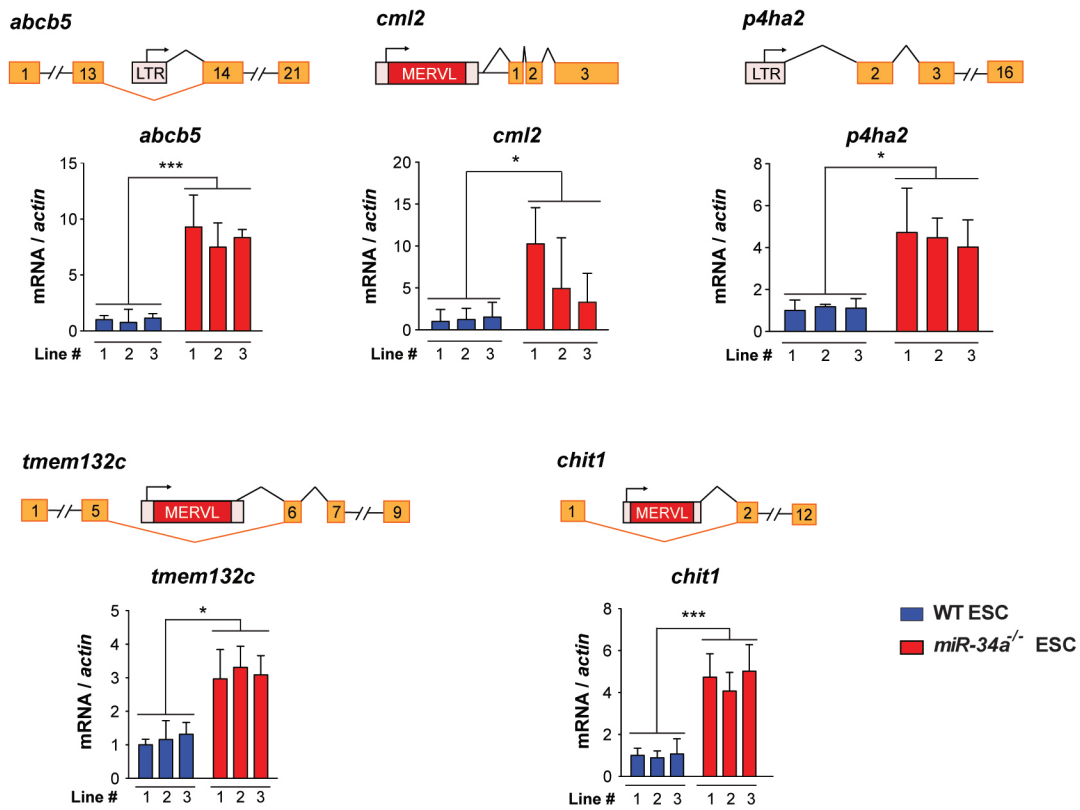 abcb5 cml2 p4ha2
1 13 LTR 14 21 MERVL 1 2 3 LTR 2 3 16
abcb5 cml2 p4ha2
mRNA / actin 15 10 5 0 ***
mRNA / actin 20 15 10 5 0 *
mRNA / actin 8 6 4 2 0 *
Line # 1 2 3 1 2 3 Line # 1 2 3 1 2 3 Line # 1 2 3 1 2 3
tmem132c chit1
1 5 MERVL 6 7 9 1 MERVL 2 12
tmem132c chit1
mRNA / actin 5 4 3 2 1 0 *
mRNA / actin 8 6 4 2 0 ***
WT ESC
miR-34a-/- ESC
Line # 1 2 3 1 2 3 Line # 1 2 3 1 2 3